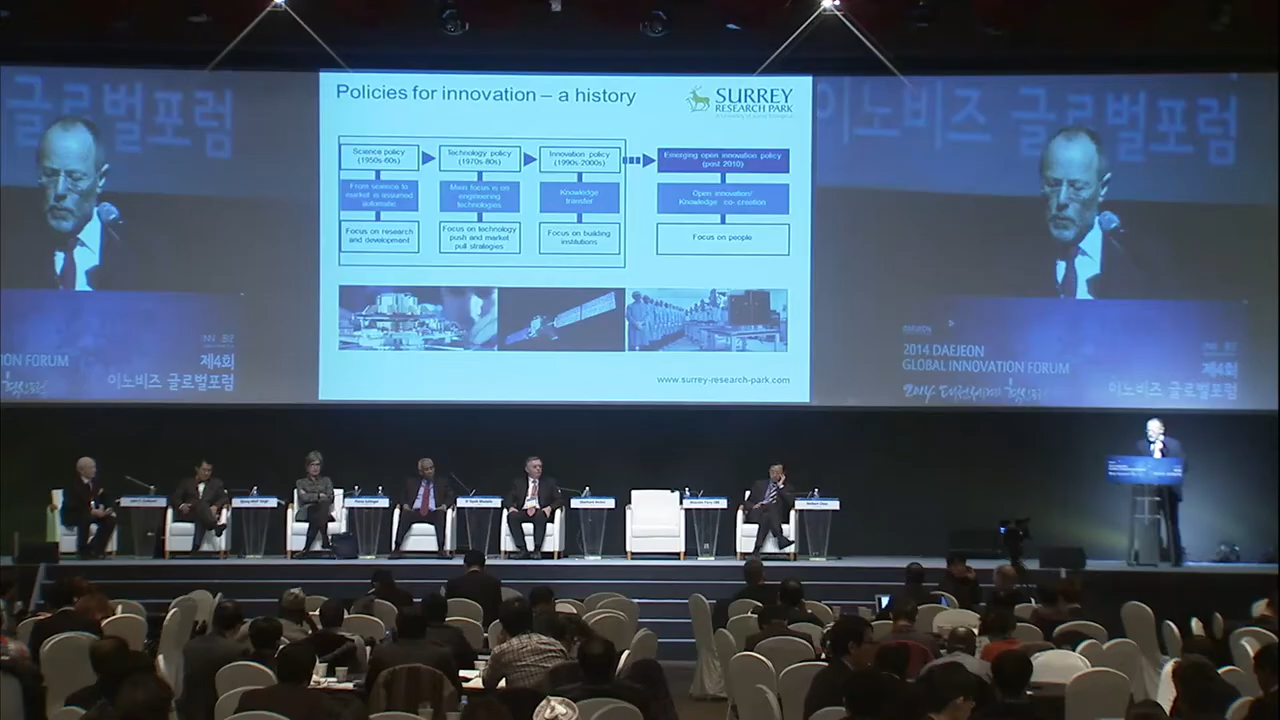 글로벌포럼
이노비즈 글로벌포럼
Policies for innovation – a history
SURREY
RESEARCH PARK
Science policy
(1950s-60s)
Technology policy
(1970s-80s)
Innovation policy
(1990s-2000s)
Emerging open innovation policy
(post 2010)
From science to
market is assumed
automatic
Main focus is on
engineering
technologies
Knowledge
transfer
Open innovation/
Knowledge co- creation
Focus on research
and development
Focus on technology
push and market
pull strategies
Focus on building
institutions
Focus on people
www.surrey-research-park.com
ION FORUM
제4회
이노비즈 글로벌포럼
DAEJEON
2014 DAEJEON
GLOBAL INNOVATION FORUM
제4회
이노비즈 글로벌포럼